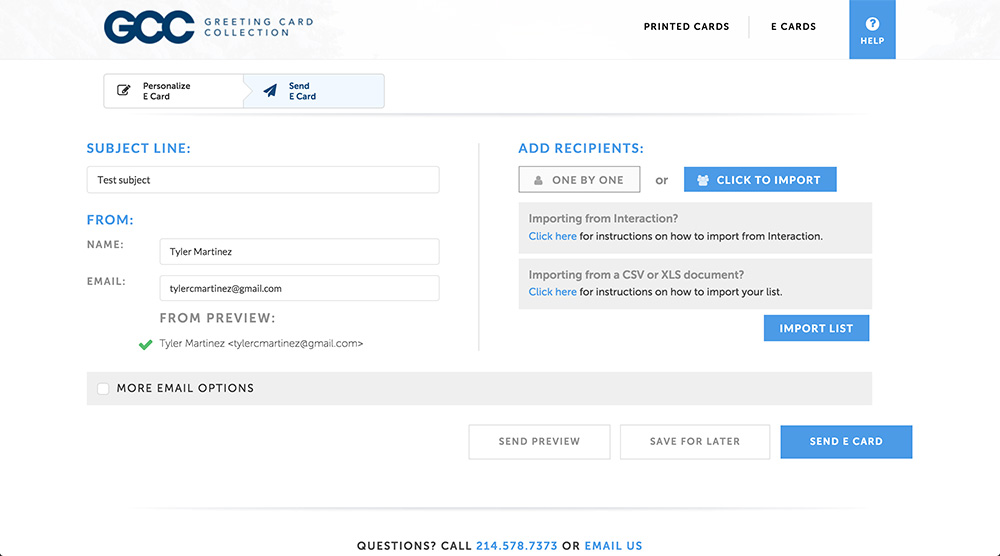 GCC GREETING CARD
COLLECTION
PRINTED CARDS
E CARDS
?
HELP
Personalize
E Card
Send
E Card
SUBJECT LINE:
Test subject
FROM:
NAME:
Tyler Martinez
EMAIL:
tylercmartinez@gmail.com
FROM PREVIEW:
Tyler Martinez <tylercmartinez@gmail.com>
ADD RECIPIENTS:
ONE BY ONE or CLICK TO IMPORT
Importing from Interaction?
Click here for instructions on how to import from Interaction.
Importing from a CSV or XLS document?
Click here for instructions on how to import your list.
IMPORT LIST
MORE EMAIL OPTIONS
SEND PREVIEW
SAVE FOR LATER
SEND E CARD
QUESTIONS? CALL 214.578.7373 OR EMAIL US